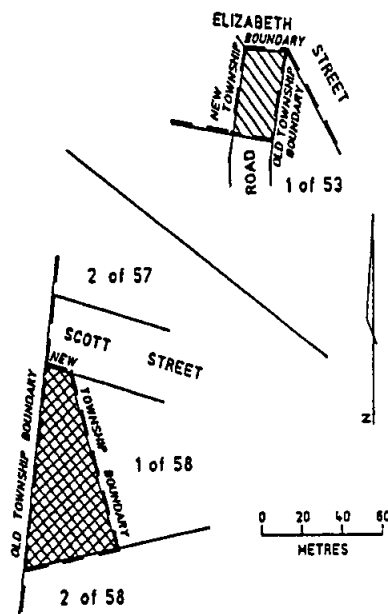 ELIZABETH
BOUNDARY
STREET
NEW
TOWNSHIP
OLD TOWNSHIP
BOUNDARY
ROAD
1 of 53
2 of 57
SCOTT STREET
NEW
TOWNSHIP BOUNDARY
OLD TOWNSHIP BOUNDARY
1 of 58
2 of 58
N
0 20 40 60
METRES